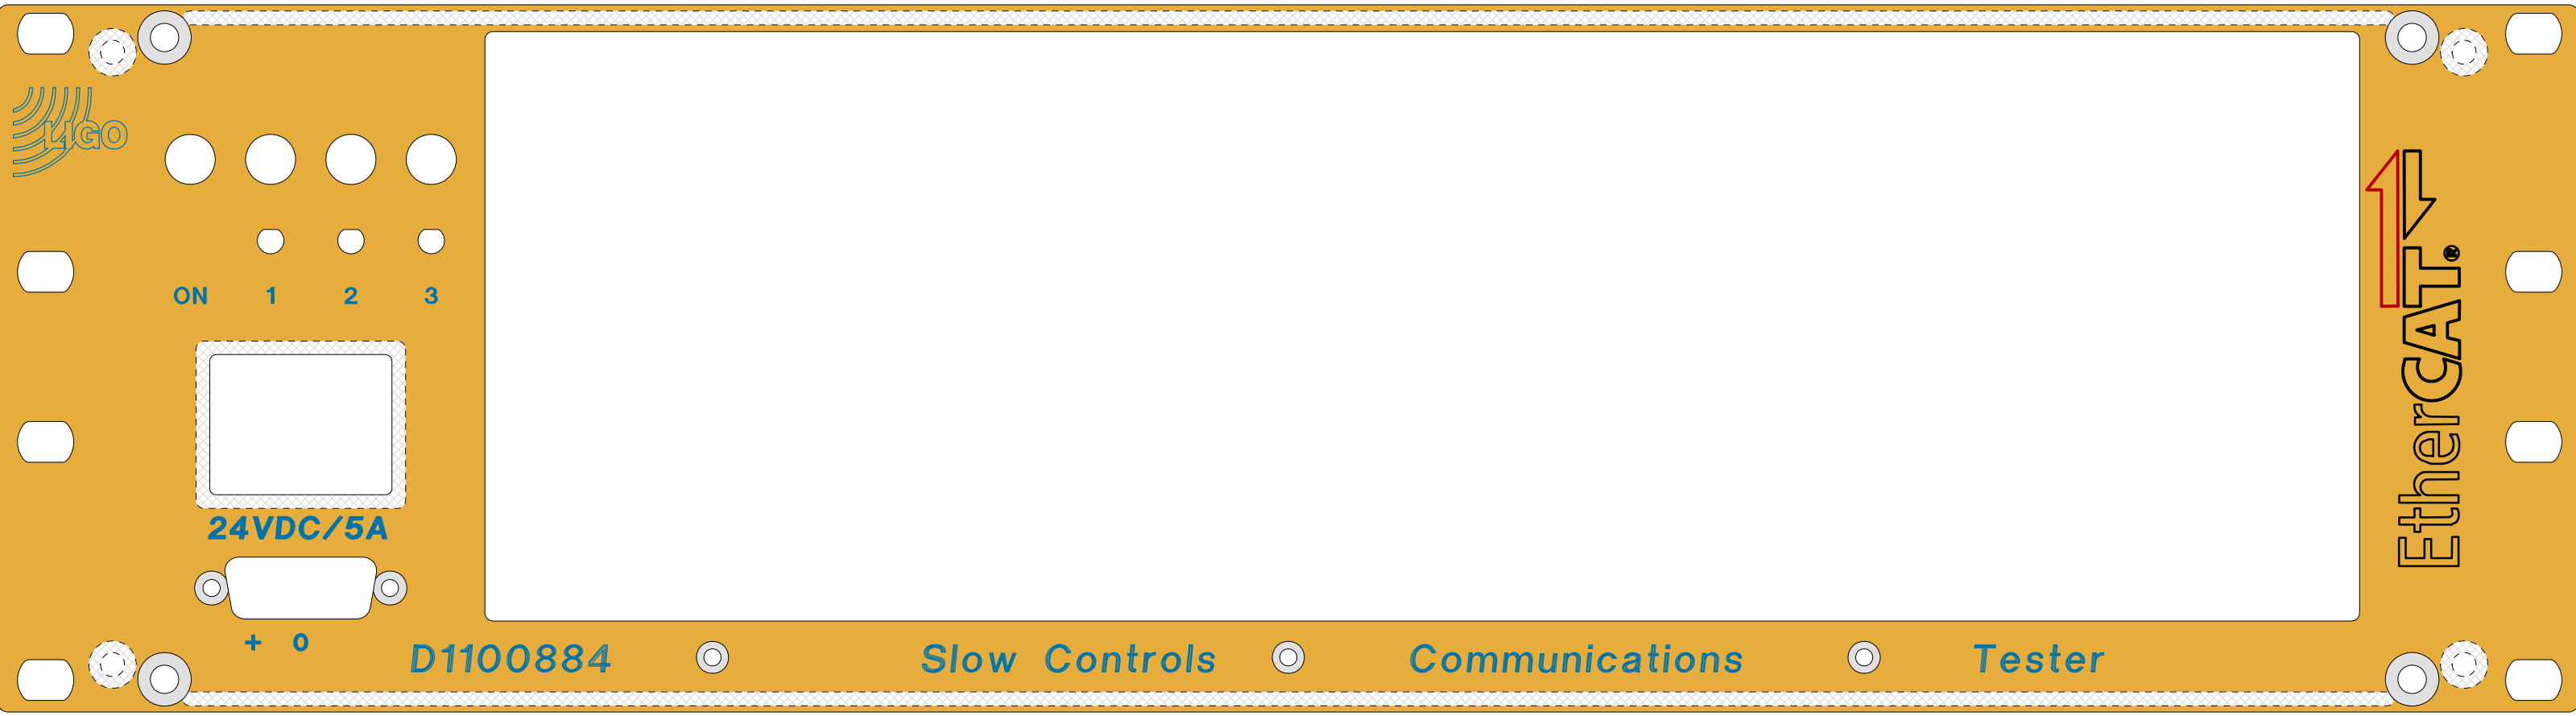 LIGO
ON 1 2 3
24VDC/5A
+ 0
D1100884 Slow Controls Communications Tester
EtherCAT®